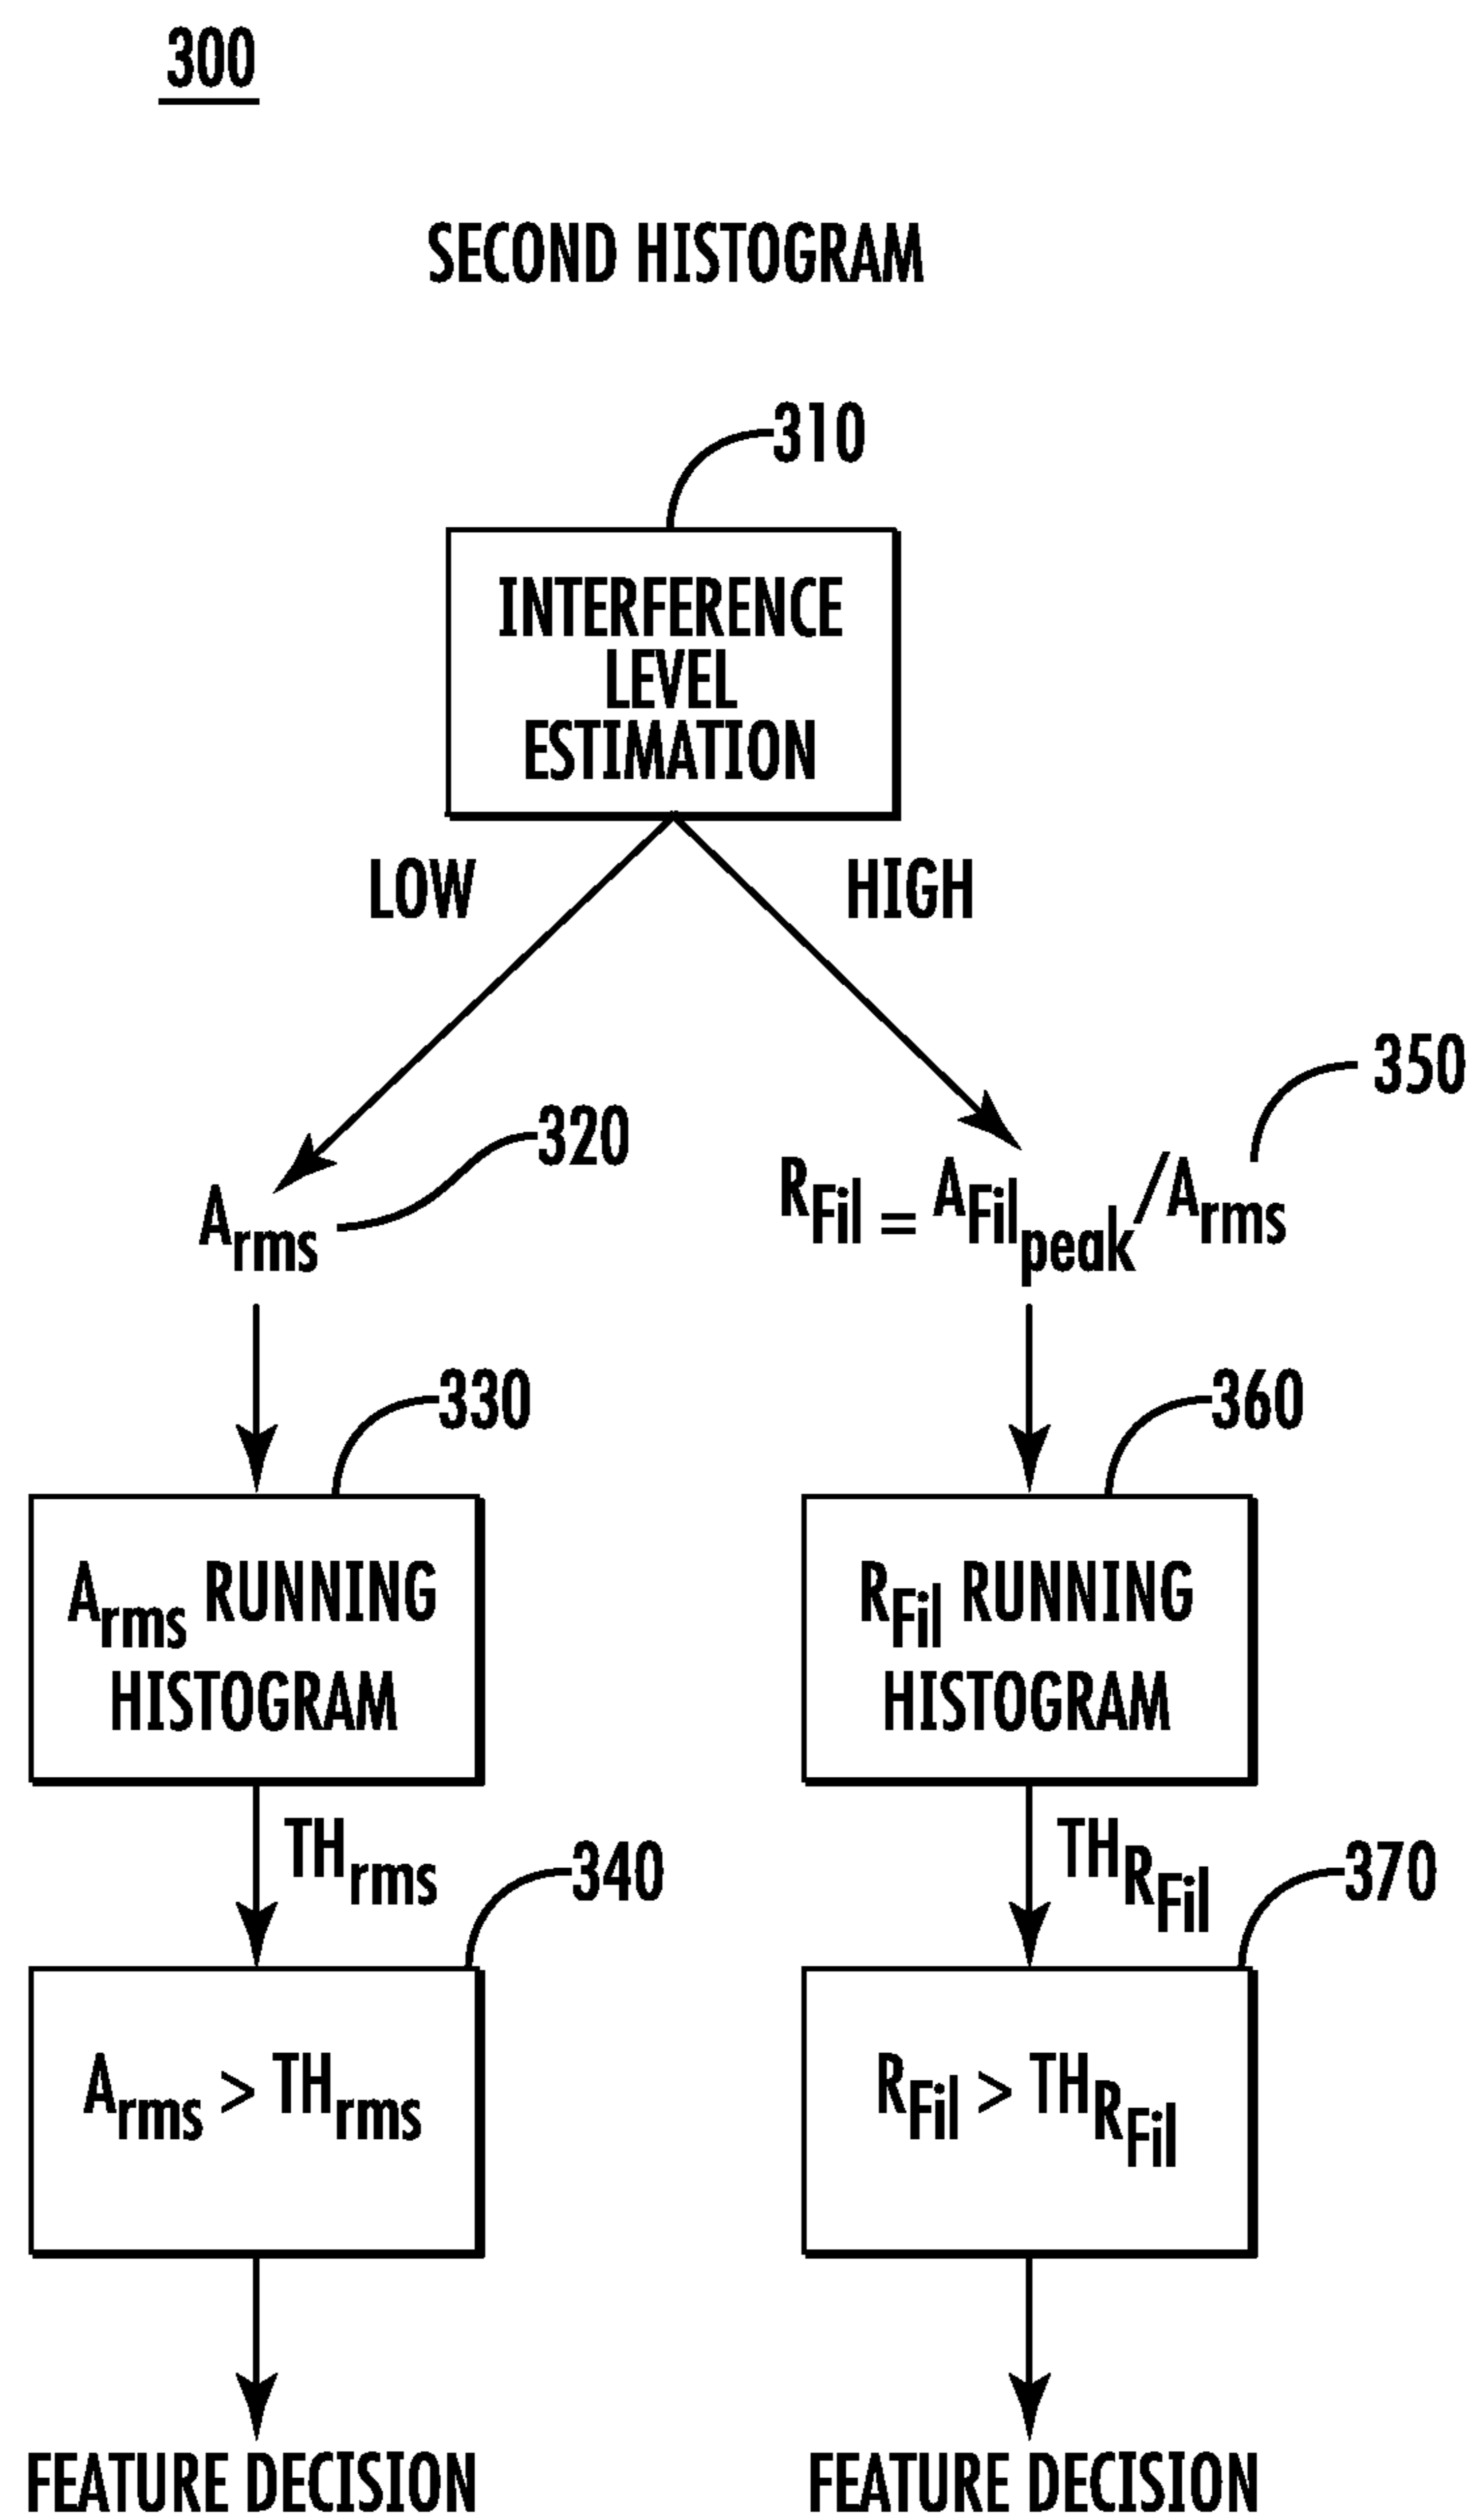 300
SECOND HISTOGRAM
310
INTERFERENCE
LEVEL
ESTIMATION
LOW
HIGH
350
320
Arms
RFil = AFilpeak/Arms
330
360
Arms RUNNING
HISTOGRAM
RFil RUNNING
HISTOGRAM
THrms
340
THRFil
370
Arms > THrms
RFil > THRFil
FEATURE DECISION
FEATURE DECISION